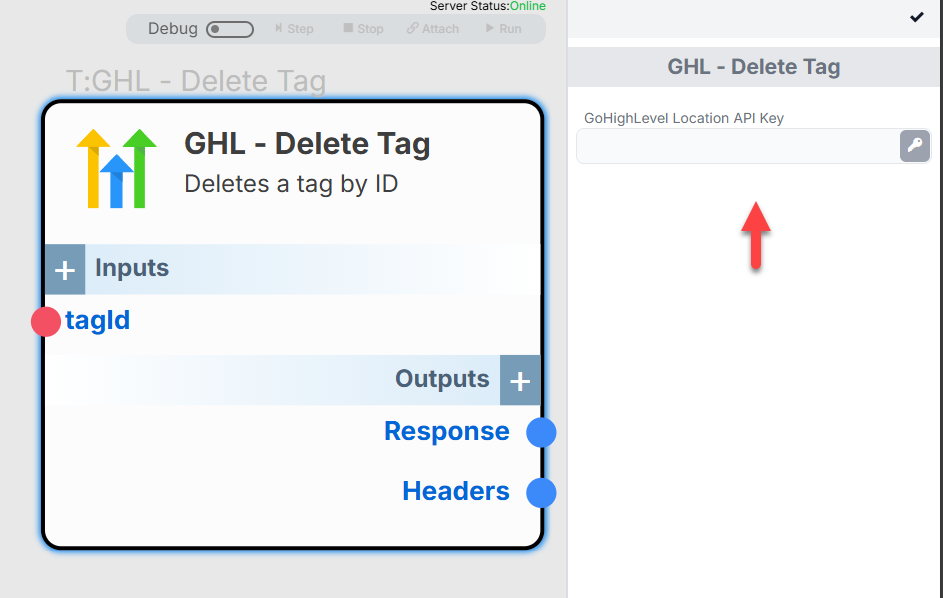 Server Status:Online
Debug
Step
Stop
Attach
Run
T:GHL - Delete Tag
GHL - Delete Tag
Deletes a tag by ID
+ Inputs
tagId
Outputs +
Response
Headers
GHL - Delete Tag
GoHighLevel Location API Key